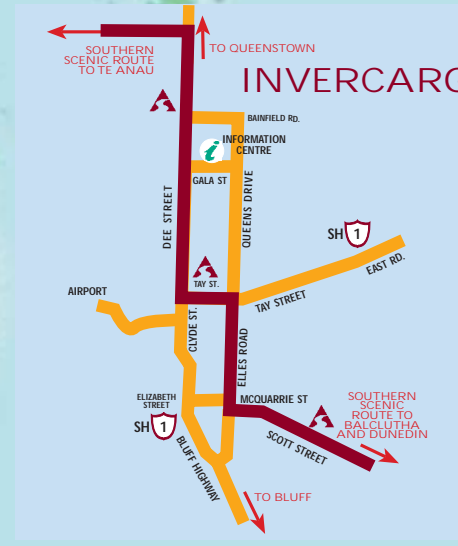 SOUTHERN
SCENIC ROUTE
TO TE ANAU
TO QUEENSTOWN
INVERCARG
BAINFIELD RD.
INFORMATION
CENTRE
i
GALA ST
DEE STREET
QUEENS DRIVE
SH 1
EAST RD.
TAY ST.
TAY STREET
AIRPORT
CLYDE ST.
ELLES ROAD
ELIZABETH
STREET
MCQUARRIE ST
SH 1
SOUTHERN
SCENIC
ROUTE TO
BALCLUTHA
AND DUNEDIN
SCOTT STREET
BLUFF HIGHWAY
TO BLUFF